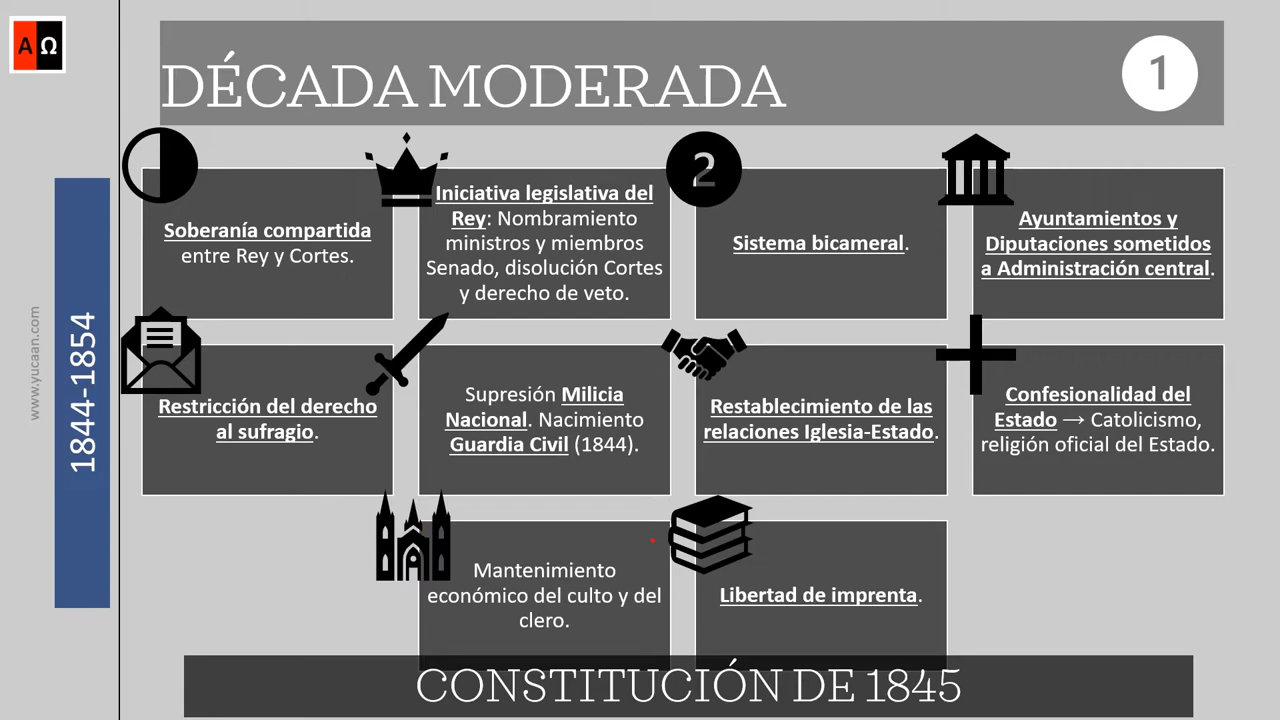 AΩ
DÉCADA MODERADA
1
2
Soberanía compartida
entre Rey y Cortes.
Iniciativa legislativa del
Rey: Nombramiento
ministros y miembros
Senado, disolución Cortes
y derecho de veto.
Sistema bicameral.
Ayuntamientos y
Diputaciones sometidos
a Administración central.
Restricción del derecho
al sufragio.
Supresión Milicia
Nacional. Nacimiento
Guardia Civil (1844).
Restablecimiento de las
relaciones Iglesia-Estado.
Confesionalidad del
Estado → Catolicismo,
religión oficial del Estado.
Mantenimiento
económico del culto y del
clero.
Libertad de imprenta.
CONSTITUCIÓN DE 1845
1844-1854
www.yucaan.com